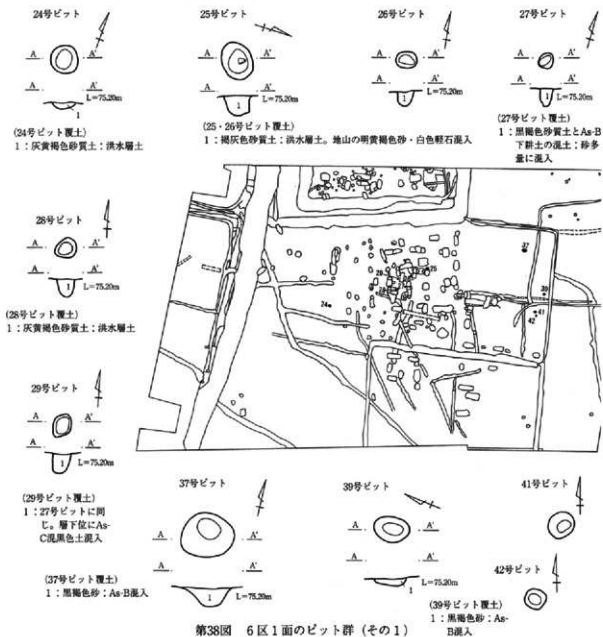 24号ピット
A A'
A A'
L=75.20m
1
(24号ピット覆土)
1：灰黄褐色砂質土：洪水層土
25号ピット
A A'
A A'
1 L=75.20m
26号ピット
A A'
A A'
1 L=75.20m
(25・26号ピット覆土)
1：褐灰色砂質土：洪水層土。地山の明黄褐色砂・白色軽石混入
27号ピット
A A'
A A'
1 L=75.20m
(27号ピット覆土)
1：黒褐色砂質土とAs-B
下耕土の混土；砂多
量に混入
28号ピット
A A'
A A'
1 L=75.20m
(28号ピット覆土)
1：灰黄褐色砂質土：洪水層土
29号ピット
A A'
A A'
1 L=75.20m
(29号ピット覆土)
1：27号ピットに同
じ。層下位にAs-
C混黒色土混入
24
25
37
39
41
42
37号ピット
A A'
A A'
1 L=75.20m
(37号ピット覆土)
1：黒褐色砂：As-B混入
39号ピット
A A'
A A'
1 L=75.20m
(39号ピット覆土)
1：黒褐色砂：As-
B混入
41号ピット
42号ピット
第38図 6区1面のピット群（その1）